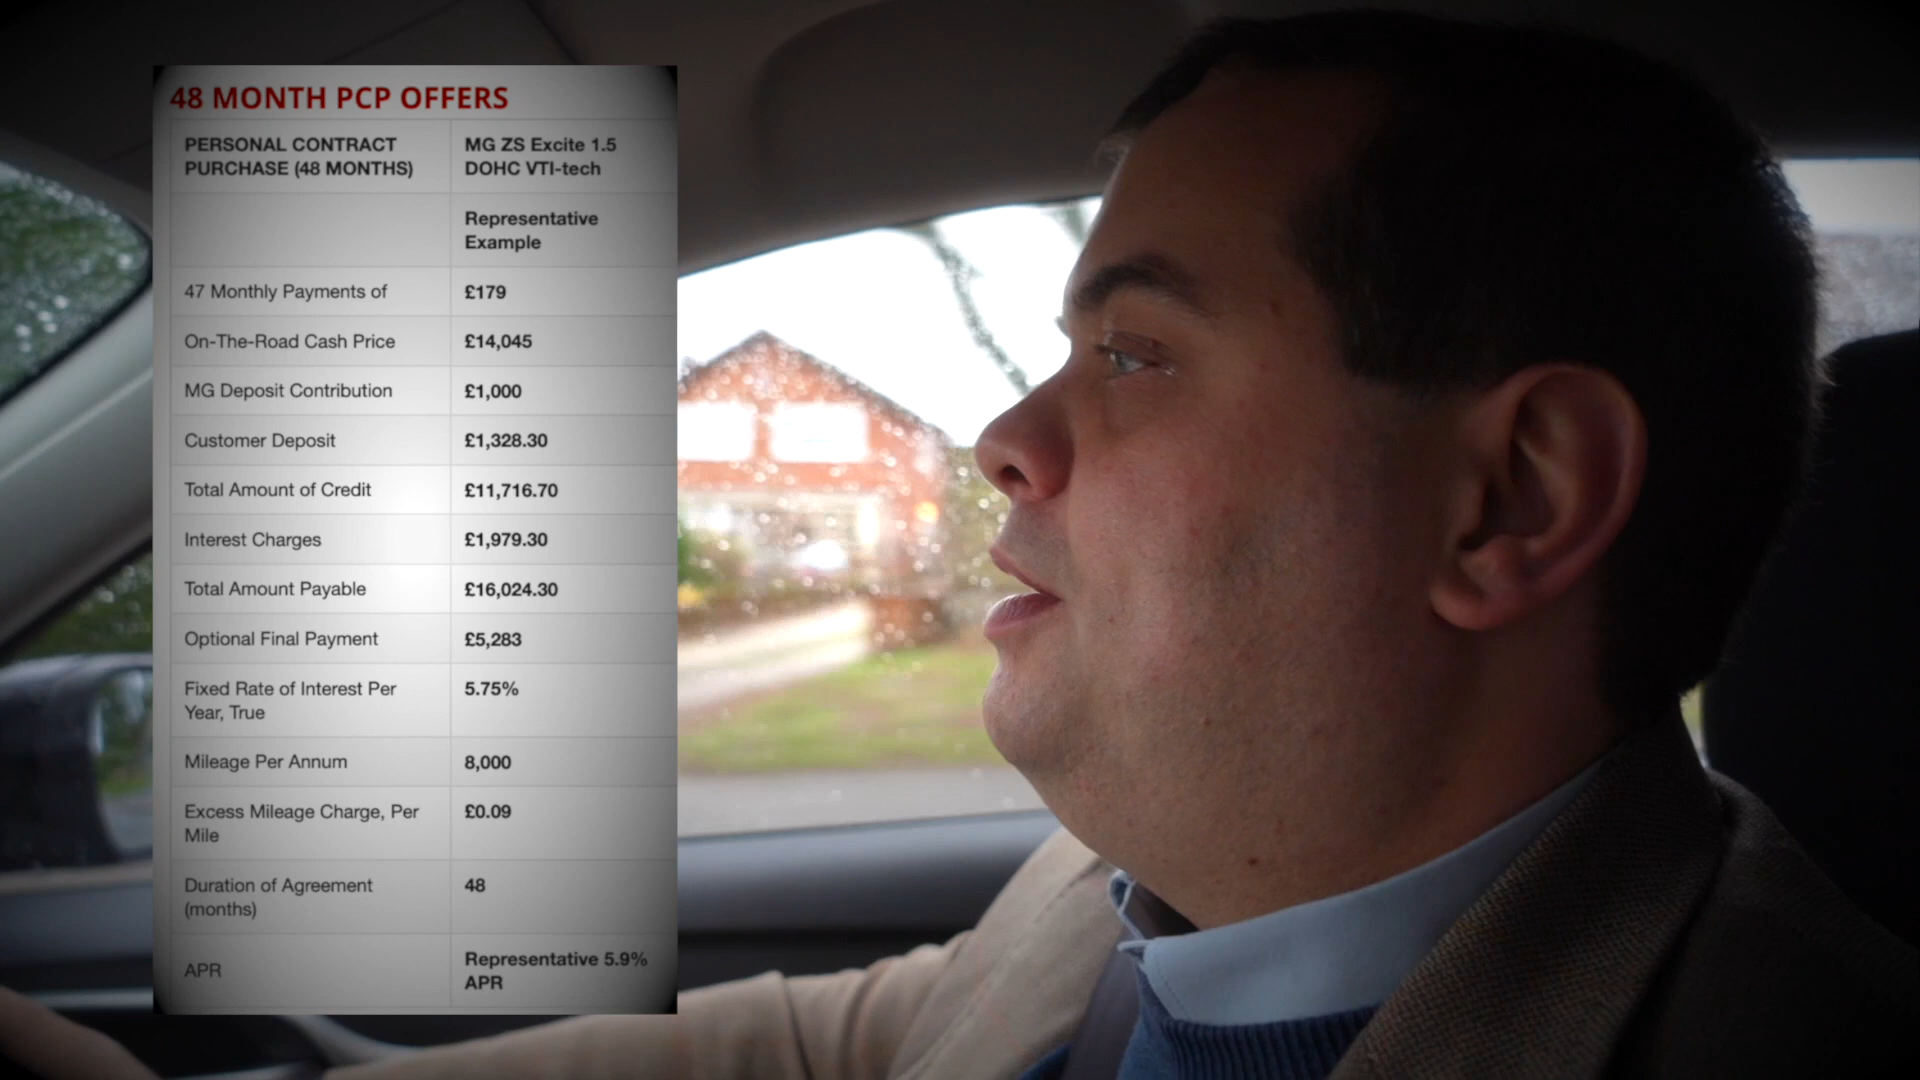 48 MONTH PCP OFFERS
PERSONAL CONTRACT
PURCHASE (48 MONTHS)
MG ZS Excite 1.5
DOHC VTI-tech
Representative
Example
47 Monthly Payments of
£179
On-The-Road Cash Price
£14,045
MG Deposit Contribution
£1,000
Customer Deposit
£1,328.30
Total Amount of Credit
£11,716.70
Interest Charges
£1,979.30
Total Amount Payable
£16,024.30
Optional Final Payment
£5,283
Fixed Rate of Interest Per
Year, True
5.75%
Mileage Per Annum
8,000
Excess Mileage Charge, Per
Mile
£0.09
Duration of Agreement
(months)
48
APR
Representative 5.9%
APR